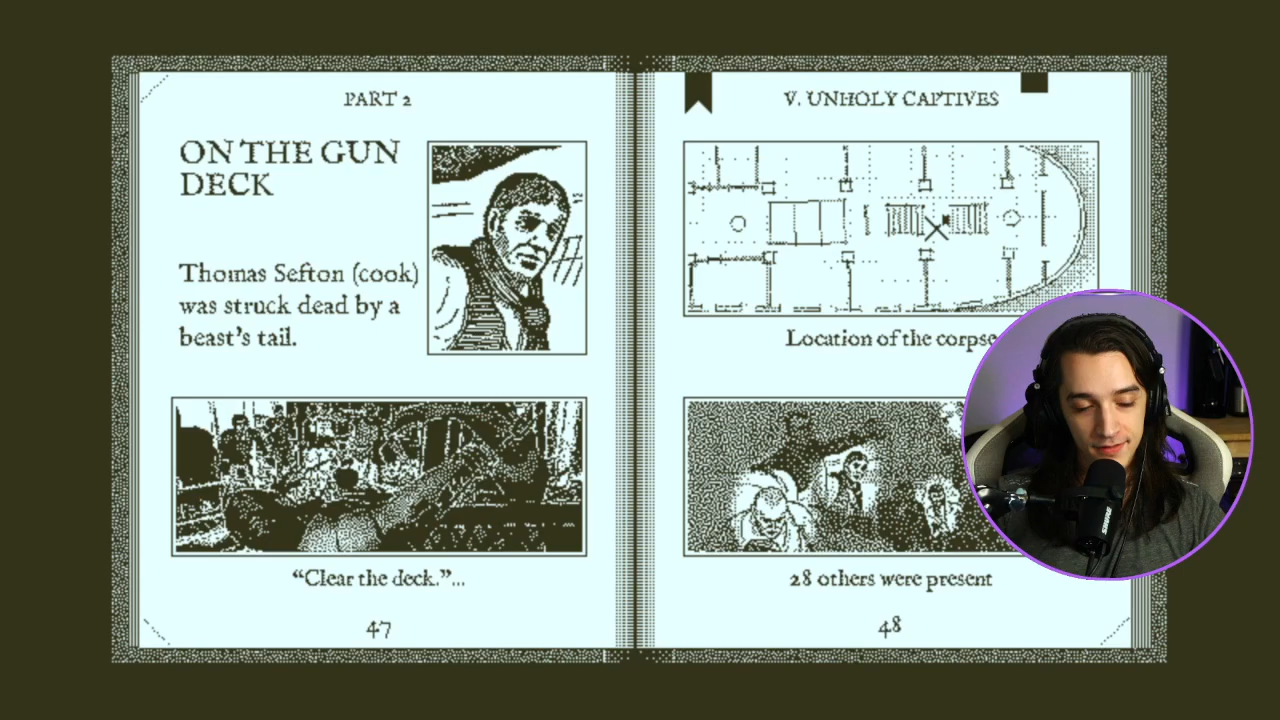 PART 2
ON THE GUN
DECK
Thomas Sefton (cook)
was struck dead by a
beast's tail.
"Clear the deck."...
47
V. UNHOLY CAPTIVES
Location of the corpse
28 others were present
48